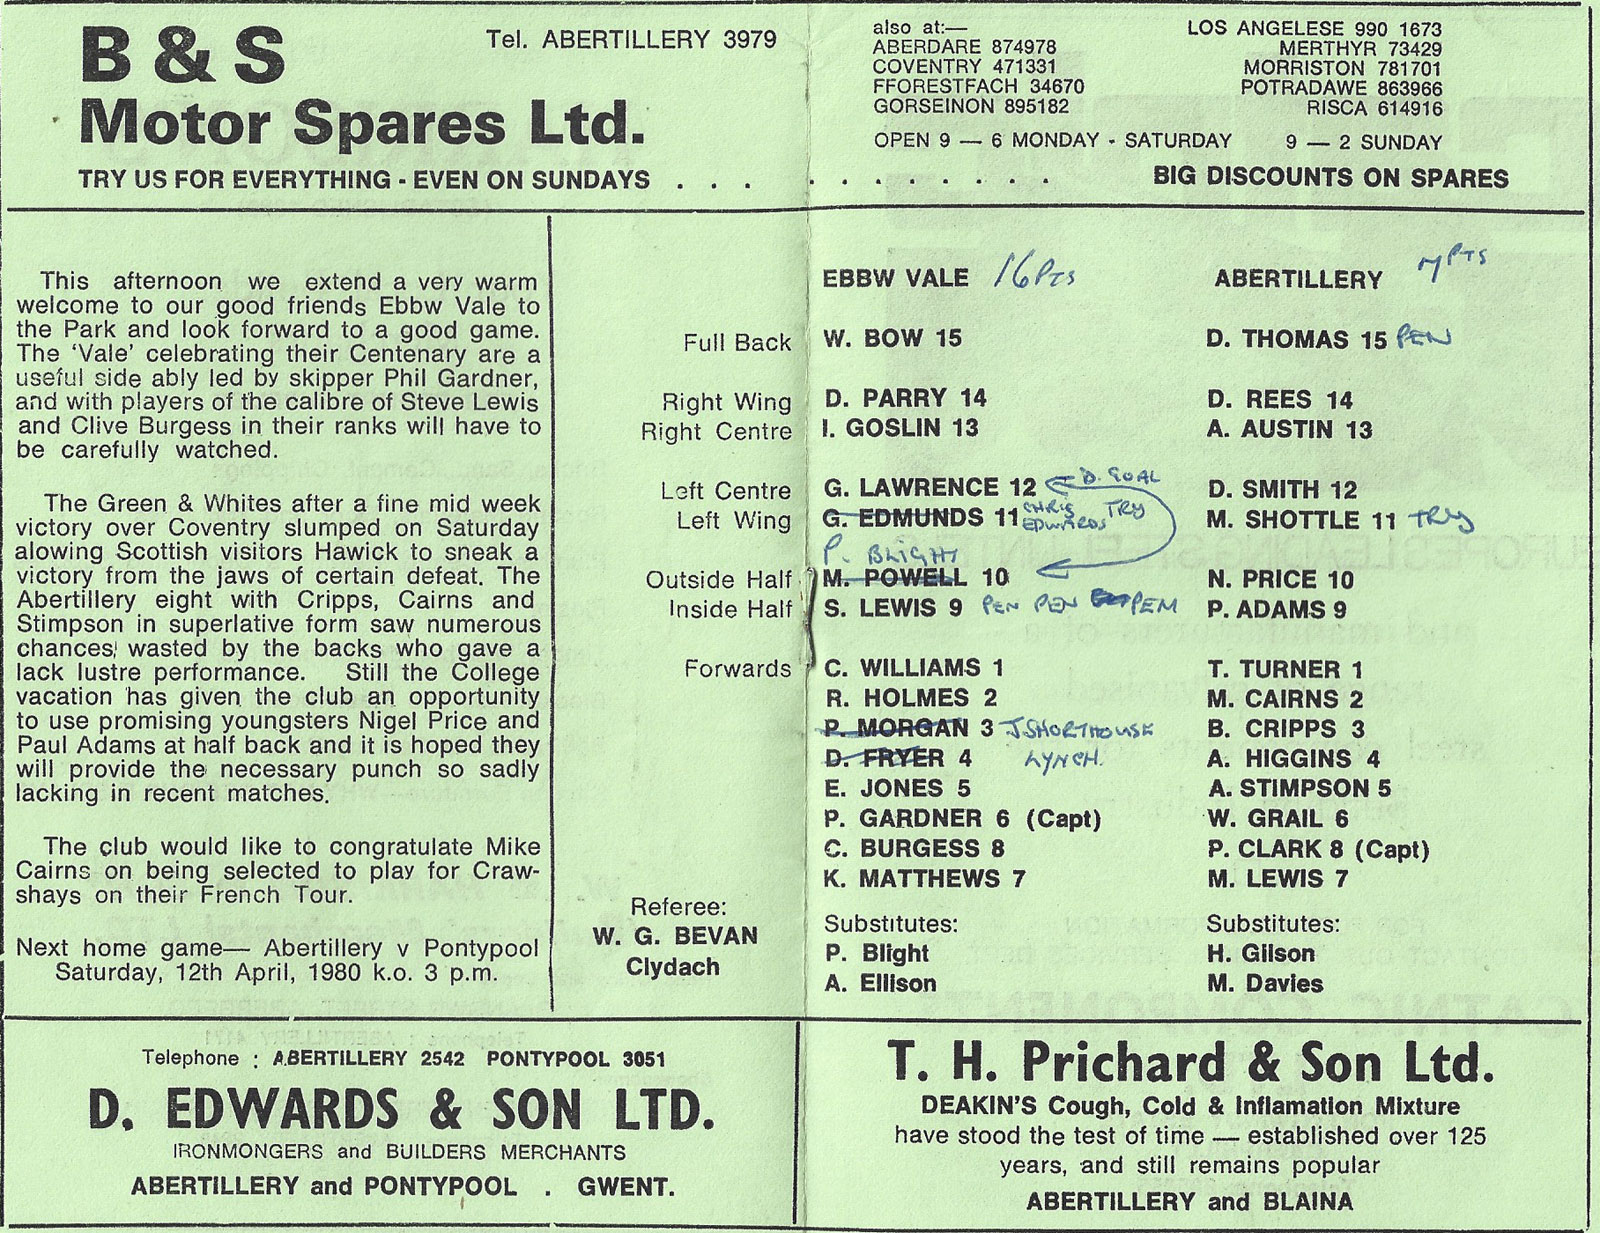 B & S
Tel. ABERTILLERY 3979
Motor Spares Ltd.
TRY US FOR EVERYTHING - EVEN ON SUNDAYS . . . . . . . . . . . . BIG DISCOUNTS ON SPARES
also at:—
ABERDARE 874978
COVENTRY 471331
FFORESTFACH 34670
GORSEINON 895182
LOS ANGELESE 990 1673
MERTHYR 73429
MORRISTON 781701
POTRADAWE 863966
RISCA 614916
OPEN 9 — 6 MONDAY - SATURDAY 9 — 2 SUNDAY
This afternoon we extend a very warm
welcome to our good friends Ebbw Vale to
the Park and look forward to a good game.
The 'Vale' celebrating their Centenary are a
useful side ably led by skipper Phil Gardner,
and with players of the calibre of Steve Lewis
and Clive Burgess in their ranks will have to
be carefully watched.
The Green & Whites after a fine mid week
victory over Coventry slumped on Saturday
alowing Scottish visitors Hawick to sneak a
victory from the jaws of certain defeat. The
Abertillery eight with Cripps, Cairns and
Stimpson in superlative form saw numerous
chances wasted by the backs who gave a
lack lustre performance. Still the College
vacation has given the club an opportunity
to use promising youngsters Nigel Price and
Paul Adams at half back and it is hoped they
will provide the necessary punch so sadly
lacking in recent matches.
The club would like to congratulate Mike
Cairns on being selected to play for Craw-
shays on their French Tour.
Next home game— Abertillery v Pontypool
Saturday, 12th April, 1980 k.o. 3 p.m.
EBBW VALE 16 PTS ABERTILLERY 7 PTS
Full Back W. BOW 15 D. THOMAS 15 PEN
Right Wing D. PARRY 14 D. REES 14
Right Centre I. GOSLIN 13 A. AUSTIN 13
Left Centre G. LAWRENCE 12 D. GOAL D. SMITH 12
Left Wing G. EDMUNDS 11 CHRIS EDWARDS TRY M. SHOTTLE 11 TRY
P. BLIGHT
Outside Half M. POWELL 10 N. PRICE 10
Inside Half S. LEWIS 9 PEN PEN PEM P. ADAMS 9
Forwards C. WILLIAMS 1 T. TURNER 1
R. HOLMES 2 M. CAIRNS 2
P. MORGAN 3 J. SHORTHOUSE B. CRIPPS 3
D. FRYER 4 LYNCH. A. HIGGINS 4
E. JONES 5 A. STIMPSON 5
P. GARDNER 6 (Capt) W. GRAIL 6
C. BURGESS 8 P. CLARK 8 (Capt)
K. MATTHEWS 7 M. LEWIS 7
Referee:
W. G. BEVAN
Clydach
Substitutes: Substitutes:
P. Blight H. Gilson
A. Ellison M. Davies
Telephone : ABERTILLERY 2542 PONTYPOOL 3051
D. EDWARDS & SON LTD.
IRONMONGERS and BUILDERS MERCHANTS
ABERTILLERY and PONTYPOOL . GWENT.
T. H. Prichard & Son Ltd.
DEAKIN'S Cough, Cold & Inflamation Mixture
have stood the test of time — established over 125
years, and still remains popular
ABERTILLERY and BLAINA